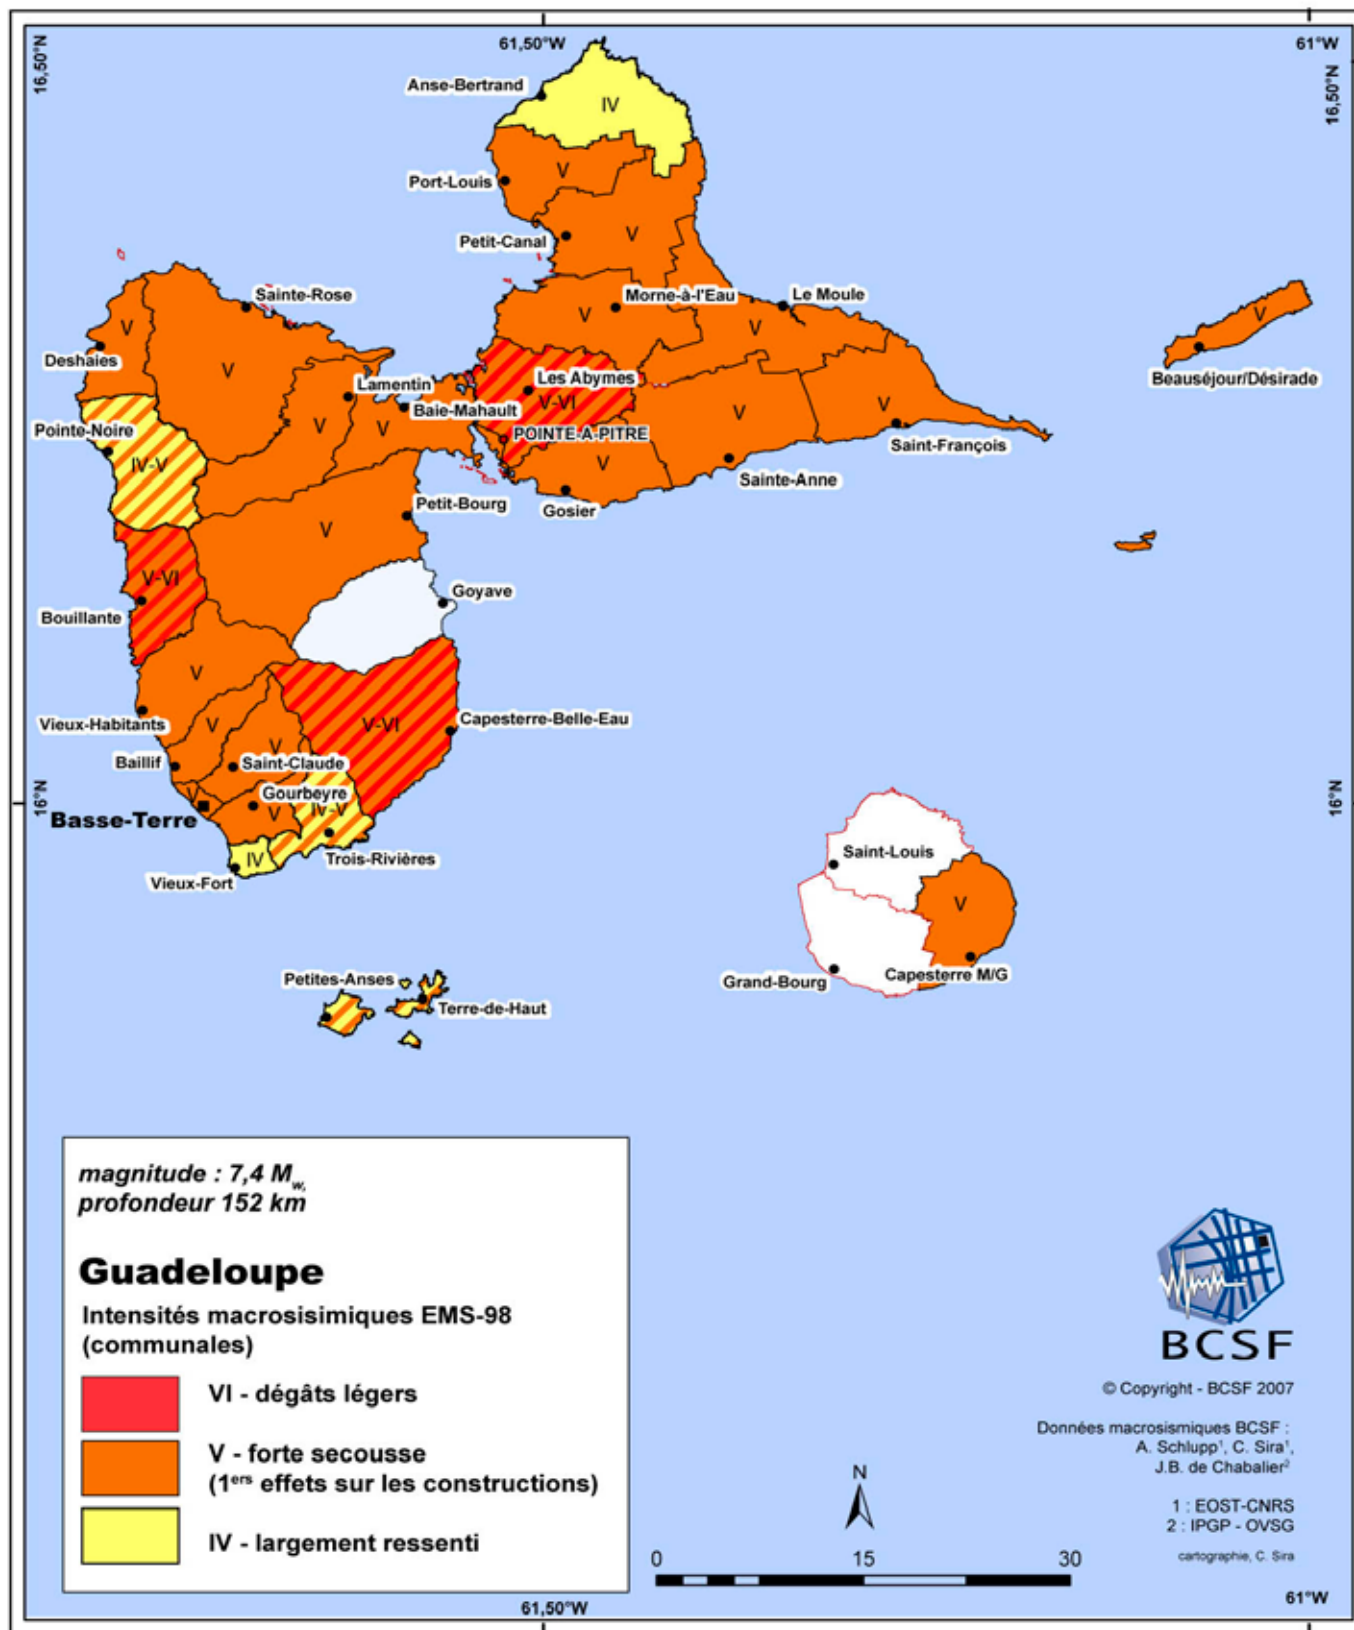 61,50°W
61°W
16,50°N
16,50°N
Anse-Bertrand
IV
V
Port-Louis
Petit-Canal
V
Sainte-Rose
Morne-à-l'Eau
Le Moule
V
V
V
V
Deshaies
V
Lamentin
Les Abymes
Beauséjour/Désirade
Baie-Mahault
V-VI
V
V
Pointe-Noire
V
V
POINTE-A-PITRE
Saint-François
IV-V
V
Sainte-Anne
Petit-Bourg
Gosier
V
V-VI
Goyave
Bouillante
V
Vieux-Habitants
V
V-VI
Capesterre-Belle-Eau
V
Baillif
Saint-Claude
16°N
16°N
V
Gourbeyre
IV-V
V
Basse-Terre
IV
Trois-Rivières
Saint-Louis
Vieux-Fort
V
Petites-Anses
Grand-Bourg
Capesterre M/G
Terre-de-Haut
magnitude : 7,4 Mw,
profondeur 152 km
Guadeloupe
Intensités macrosisimiques EMS-98
(communales)
VI - dégâts légers
V - forte secousse
(1ers effets sur les constructions)
IV - largement ressenti
BCSF
© Copyright - BCSF 2007
Données macrosismiques BCSF :
A. Schlupp¹, C. Sira¹,
J.B. de Chabalier²
1 : EOST-CNRS
2 : IPGP - OVSG
cartographie, C. Sira
N
0 15 30
61,50°W
61°W